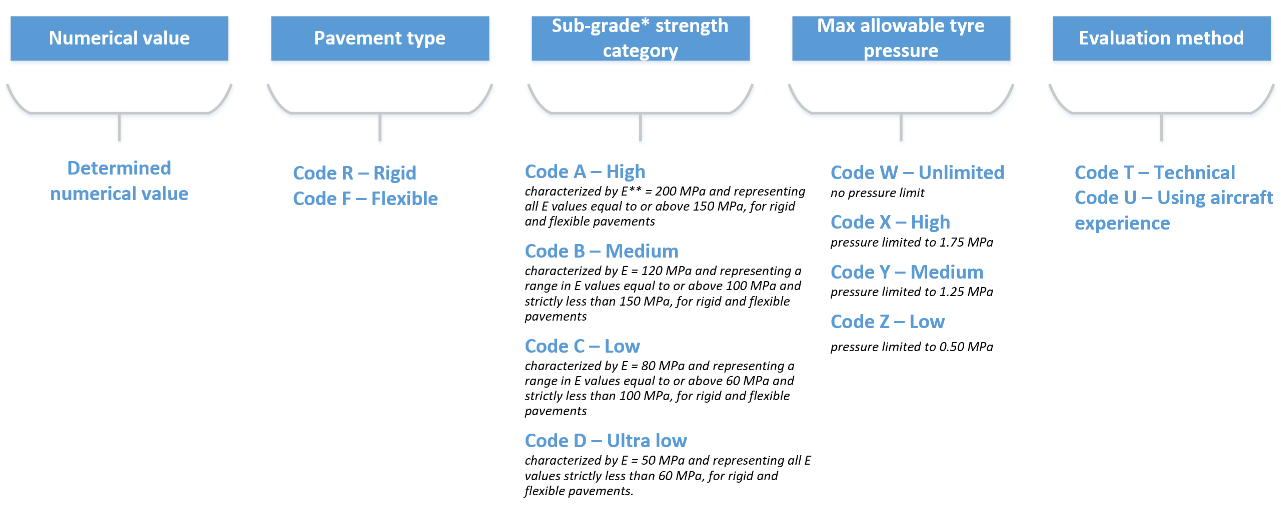 Numerical value
Determined
numerical value
Pavement type
Code R – Rigid
Code F – Flexible
Sub-grade* strength
category
Code A – High
characterized by E** = 200 MPa and representing
all E values equal to or above 150 MPa, for rigid
and flexible pavements
Code B – Medium
characterized by E = 120 MPa and representing a
range in E values equal to or above 100 MPa and
strictly less than 150 MPa, for rigid and flexible
pavements
Code C – Low
characterized by E = 80 MPa and representing a
range in E values equal to or above 60 MPa and
strictly less than 100 MPa, for rigid and flexible
pavements
Code D – Ultra low
characterized by E = 50 MPa and representing all E
values strictly less than 60 MPa, for rigid and
flexible pavements.
Max allowable tyre
pressure
Code W – Unlimited
no pressure limit
Code X – High
pressure limited to 1.75 MPa
Code Y – Medium
pressure limited to 1.25 MPa
Code Z – Low
pressure limited to 0.50 MPa
Evaluation method
Code T – Technical
Code U – Using aircraft
experience